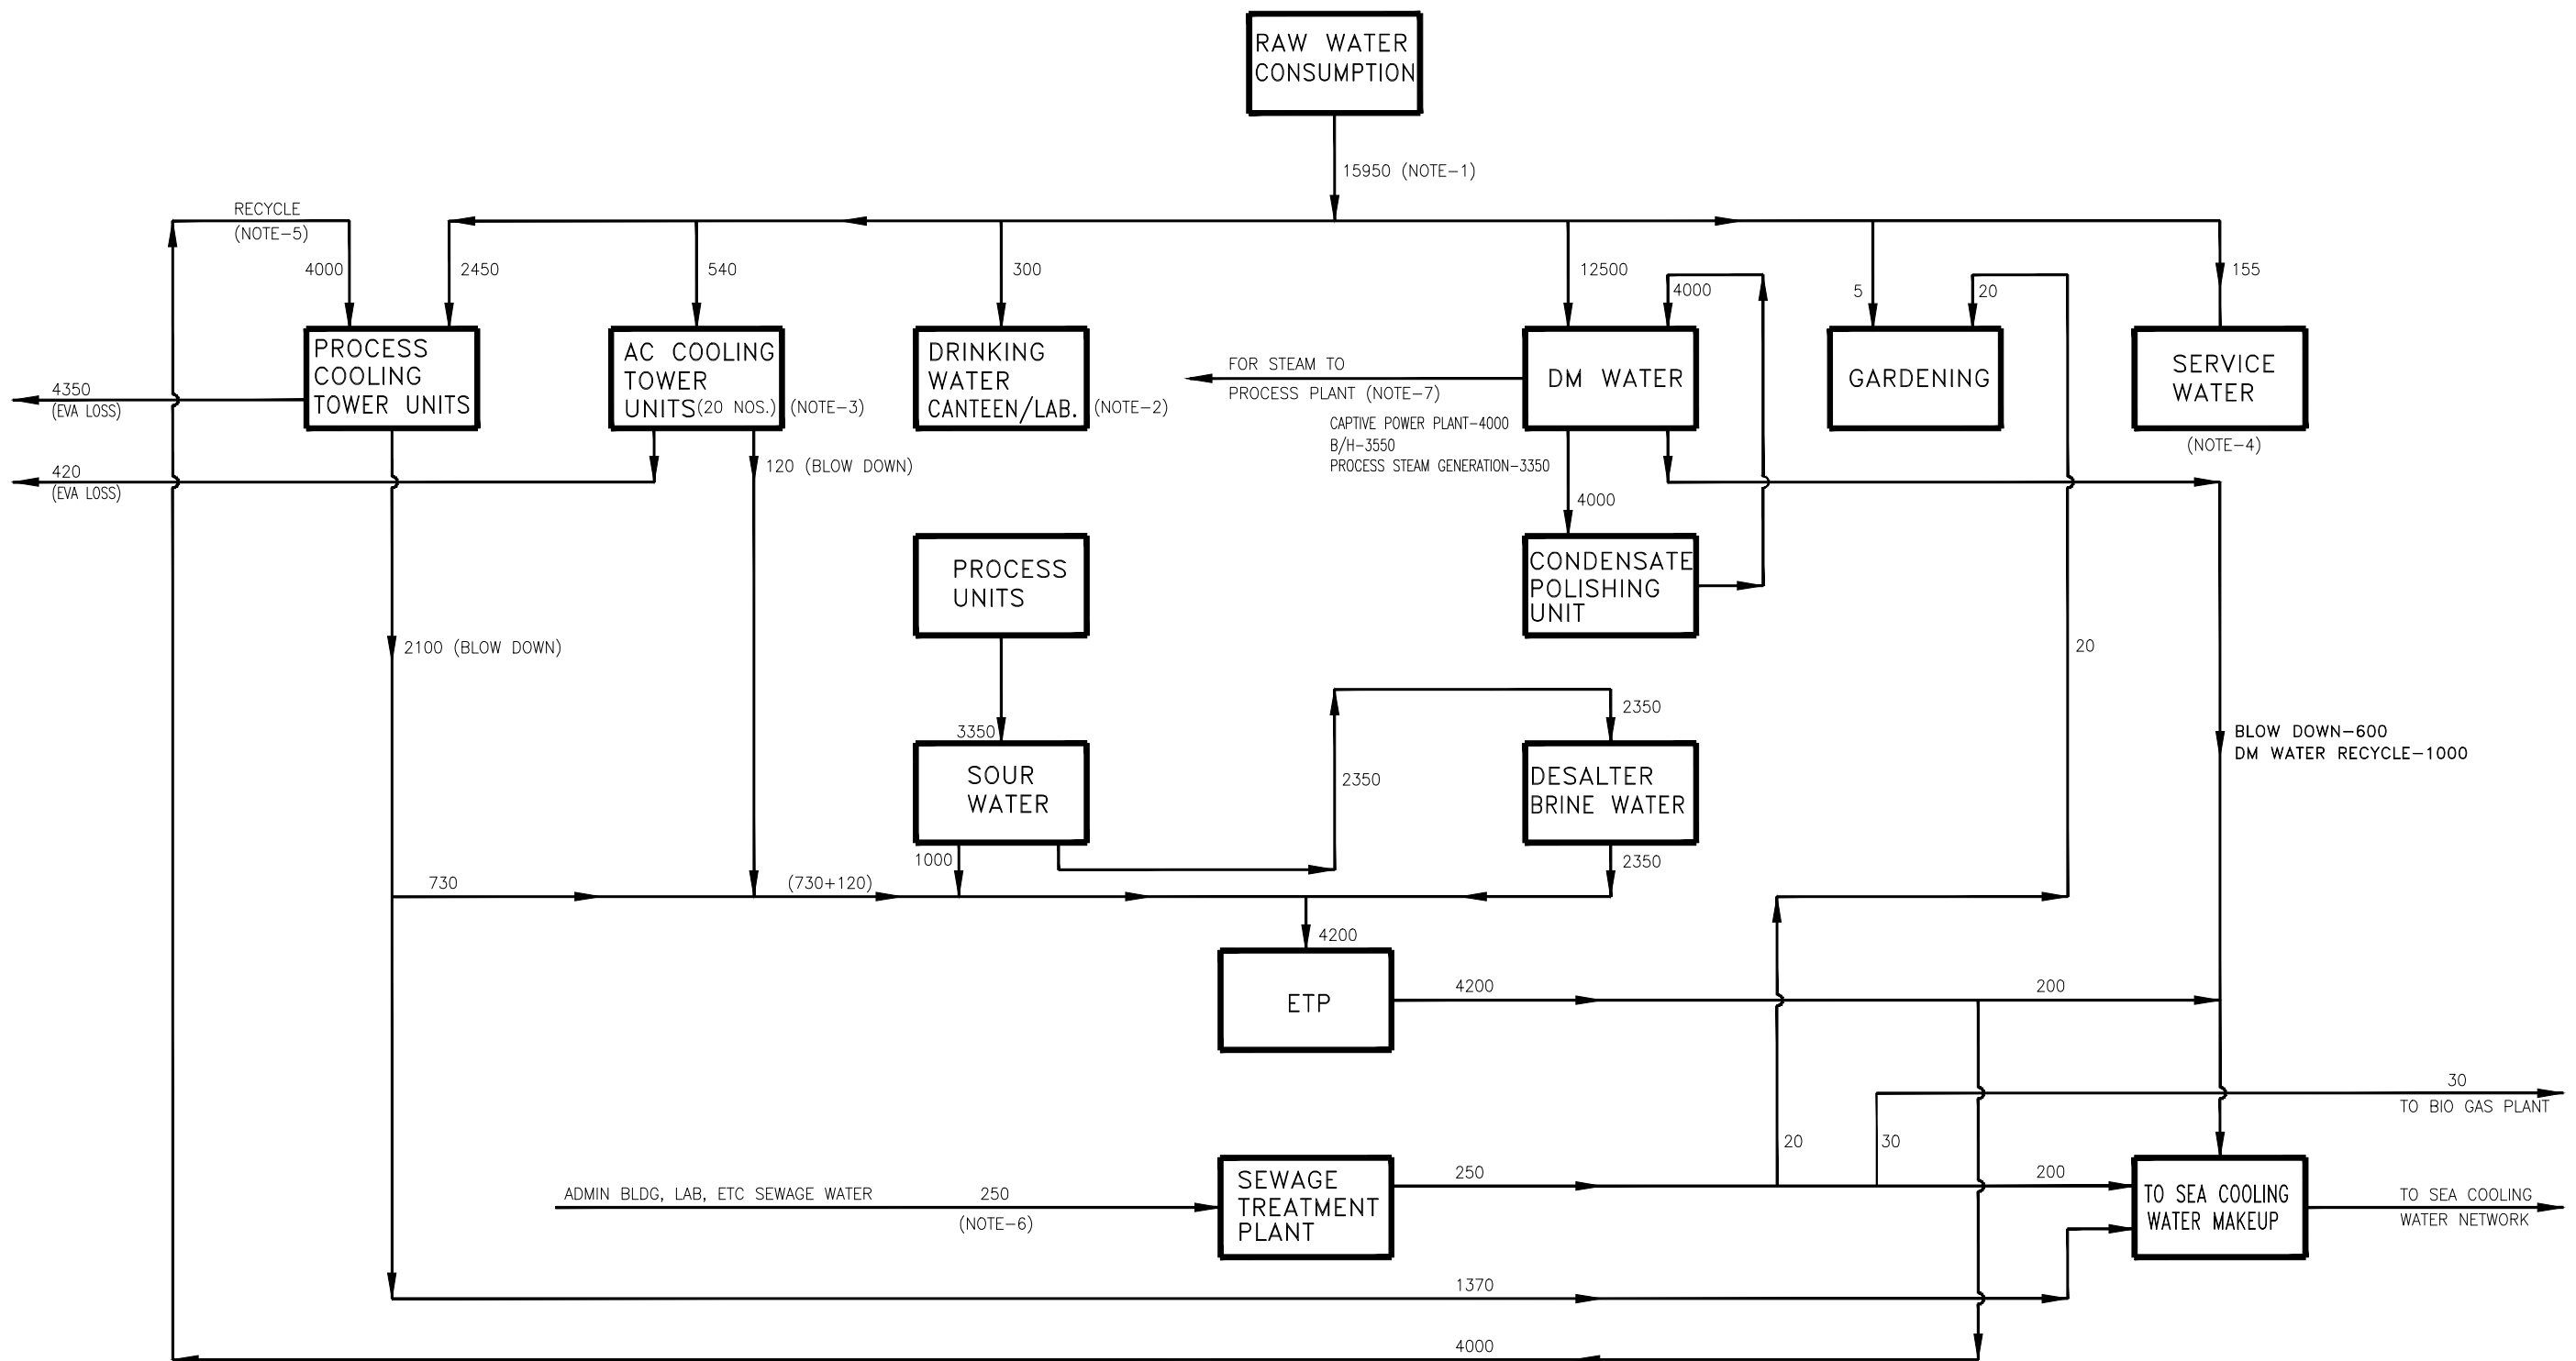 RAW WATER
CONSUMPTION
15950 (NOTE-1)
RECYCLE
(NOTE-5)
4000
2450
540
300
12500
4000
5
20
155
PROCESS
COOLING
TOWER UNITS
AC COOLING
TOWER
UNITS(20 NOS.)
(NOTE-3)
DRINKING
WATER
CANTEEN/LAB.
(NOTE-2)
FOR STEAM TO
PROCESS PLANT (NOTE-7)
CAPTIVE POWER PLANT-4000
B/H-3550
PROCESS STEAM GENERATION-3350
DM WATER
GARDENING
SERVICE
WATER
(NOTE-4)
4350
(EVA LOSS)
420
(EVA LOSS)
120 (BLOW DOWN)
4000
PROCESS
UNITS
CONDENSATE
POLISHING
UNIT
2100 (BLOW DOWN)
20
3350
2350
2350
SOUR
WATER
DESALTER
BRINE WATER
BLOW DOWN-600
DM WATER RECYCLE-1000
1000
2350
730
(730+120)
4200
ETP
4200
200
30
TO BIO GAS PLANT
20
30
ADMIN BLDG, LAB, ETC SEWAGE WATER
250
(NOTE-6)
SEWAGE
TREATMENT
PLANT
250
200
TO SEA COOLING
WATER MAKEUP
TO SEA COOLING
WATER NETWORK
1370
4000